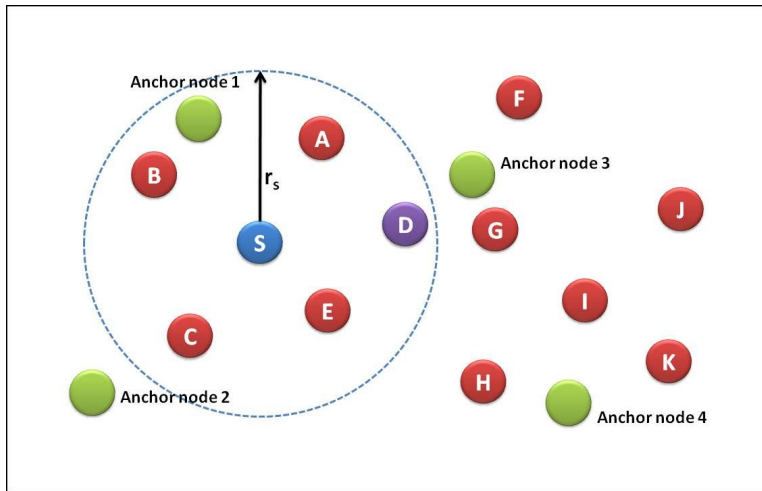 Anchor node 1
F
A
Anchor node 3
B
r_s
J
D
G
S
I
E
C
K
H
Anchor node 2
Anchor node 4